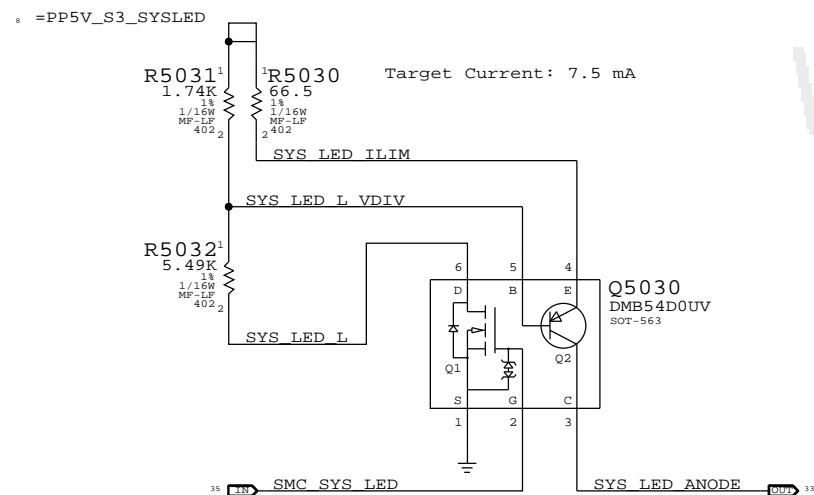 8 =PP5V_S3_SYSLED
Target Current: 7.5 mA
R5031 1
1.74K
1%
1/16W
MF-LF
402 2
1 R5030
66.5
1%
1/16W
MF-LF
2 402
SYS_LED_ILIM
SYS_LED_L_VDIV
R5032 1
5.49K
1%
1/16W
MF-LF
402 2
SYS_LED_L
6 5 4
D B E
Q5030
DMB54D0UV
SOT-563
Q1
Q2
S G C
1 2 3
35 IN SMC_SYS_LED
SYS_LED_ANODE OUT 33